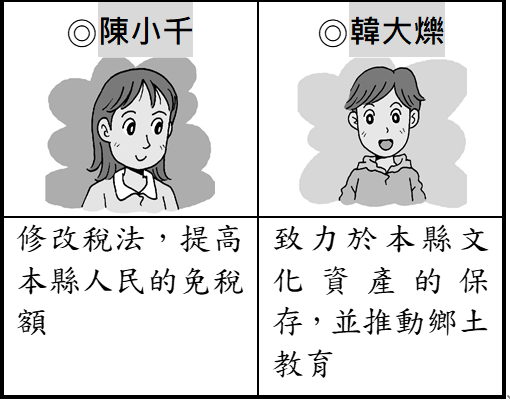 ◎陳小千
◎韓大爍
修改稅法，提高
本縣人民的免稅
額
致力於本縣文
化資產的保
存，並推動鄉土
教育